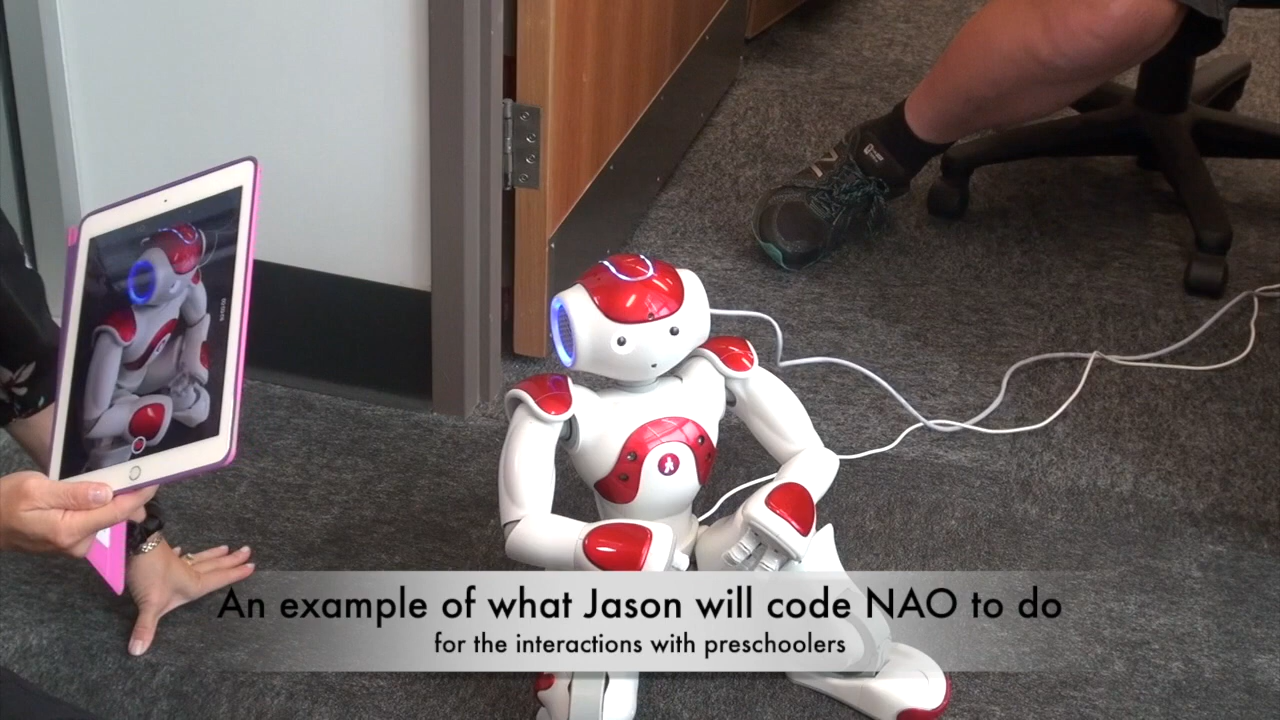 An example of what Jason will code NAO to do
for the interactions with preschoolers